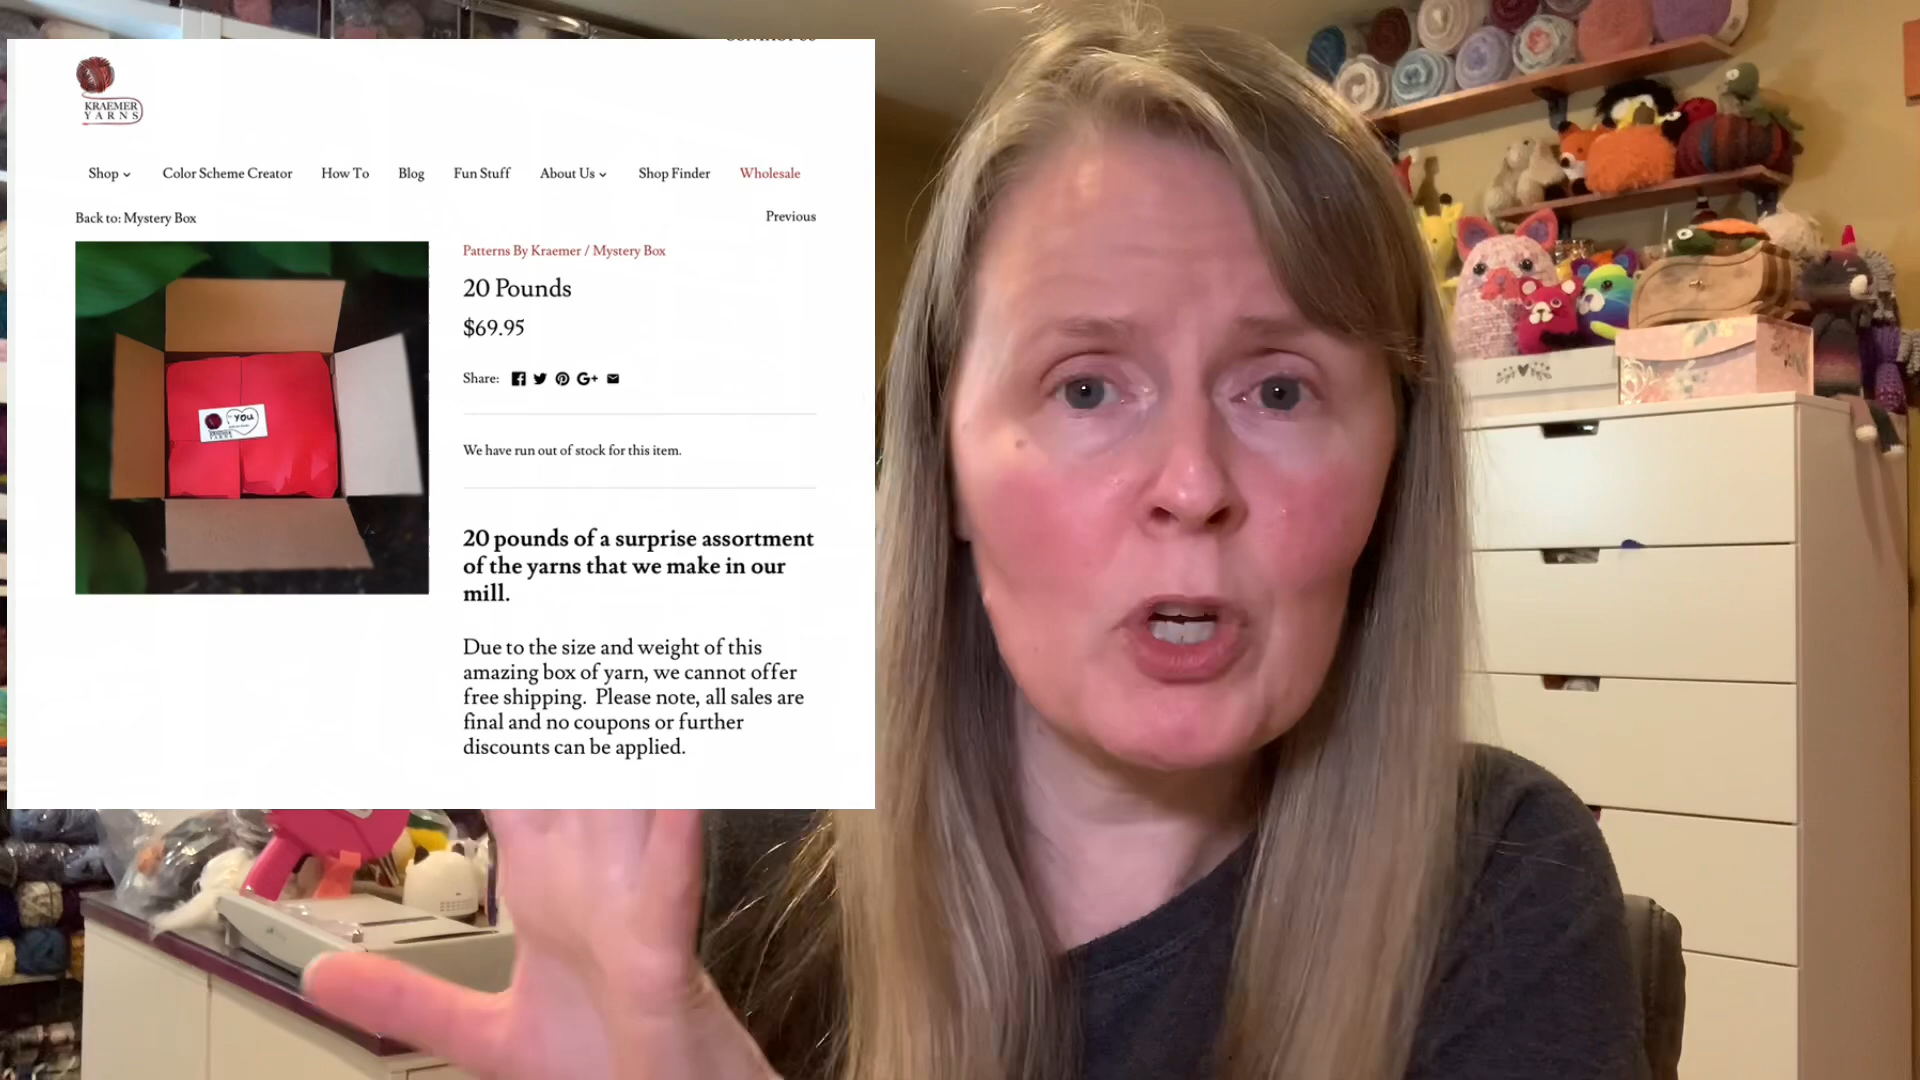 KRAEMER
YARNS
Shop
Color Scheme Creator
How To
Blog
Fun Stuff
About Us
Shop Finder
Wholesale
Back to: Mystery Box
Previous
YOU
Patterns By Kraemer / Mystery Box
20 Pounds
$69.95
Share:
G+
We have run out of stock for this item.
20 pounds of a surprise assortment
of the yarns that we make in our
mill.
Due to the size and weight of this
amazing box of yarn, we cannot offer
free shipping.  Please note, all sales are
final and no coupons or further
discounts can be applied.